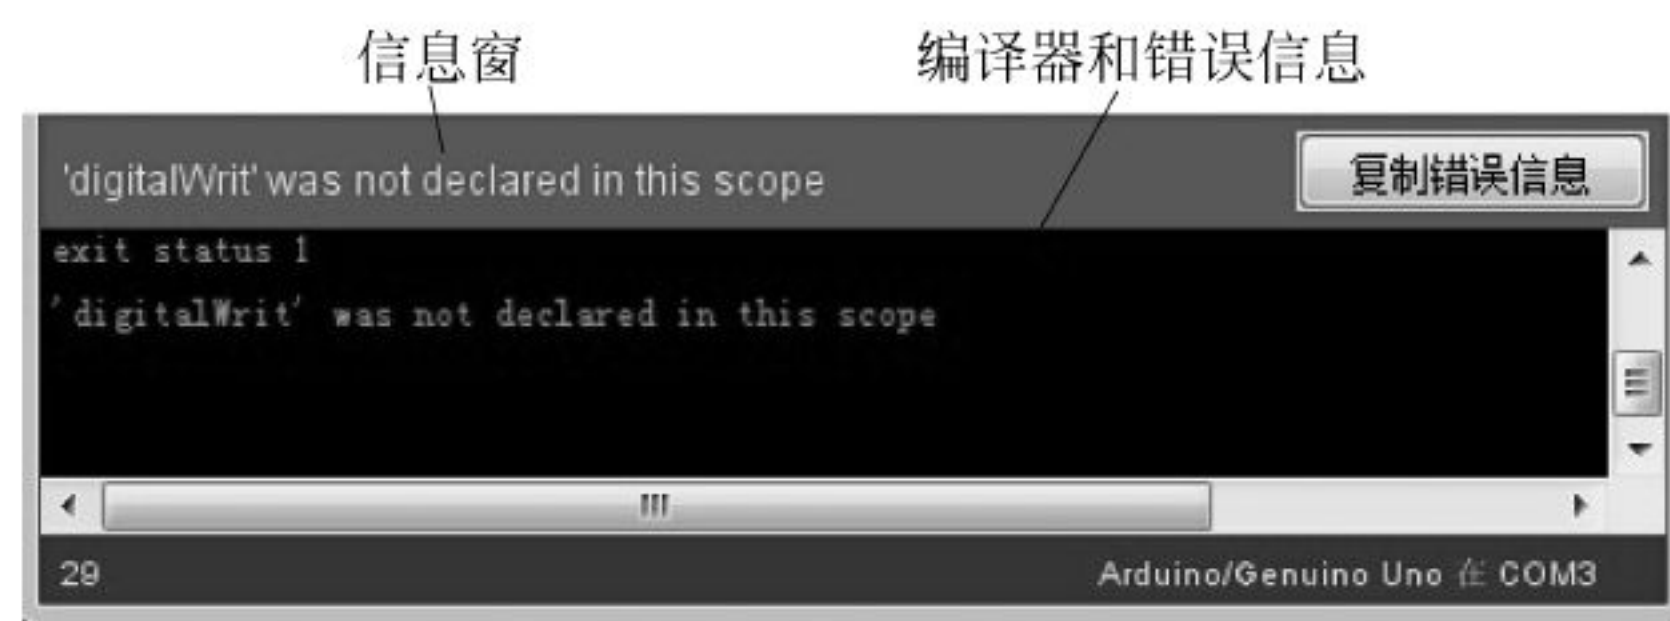 信息窗 编译器和错误信息
'digitalWrit' was not declared in this scope 复制错误信息
exit status 1
'digitalWrit' was not declared in this scope
29 Arduino/Genuino Uno 在 COM3